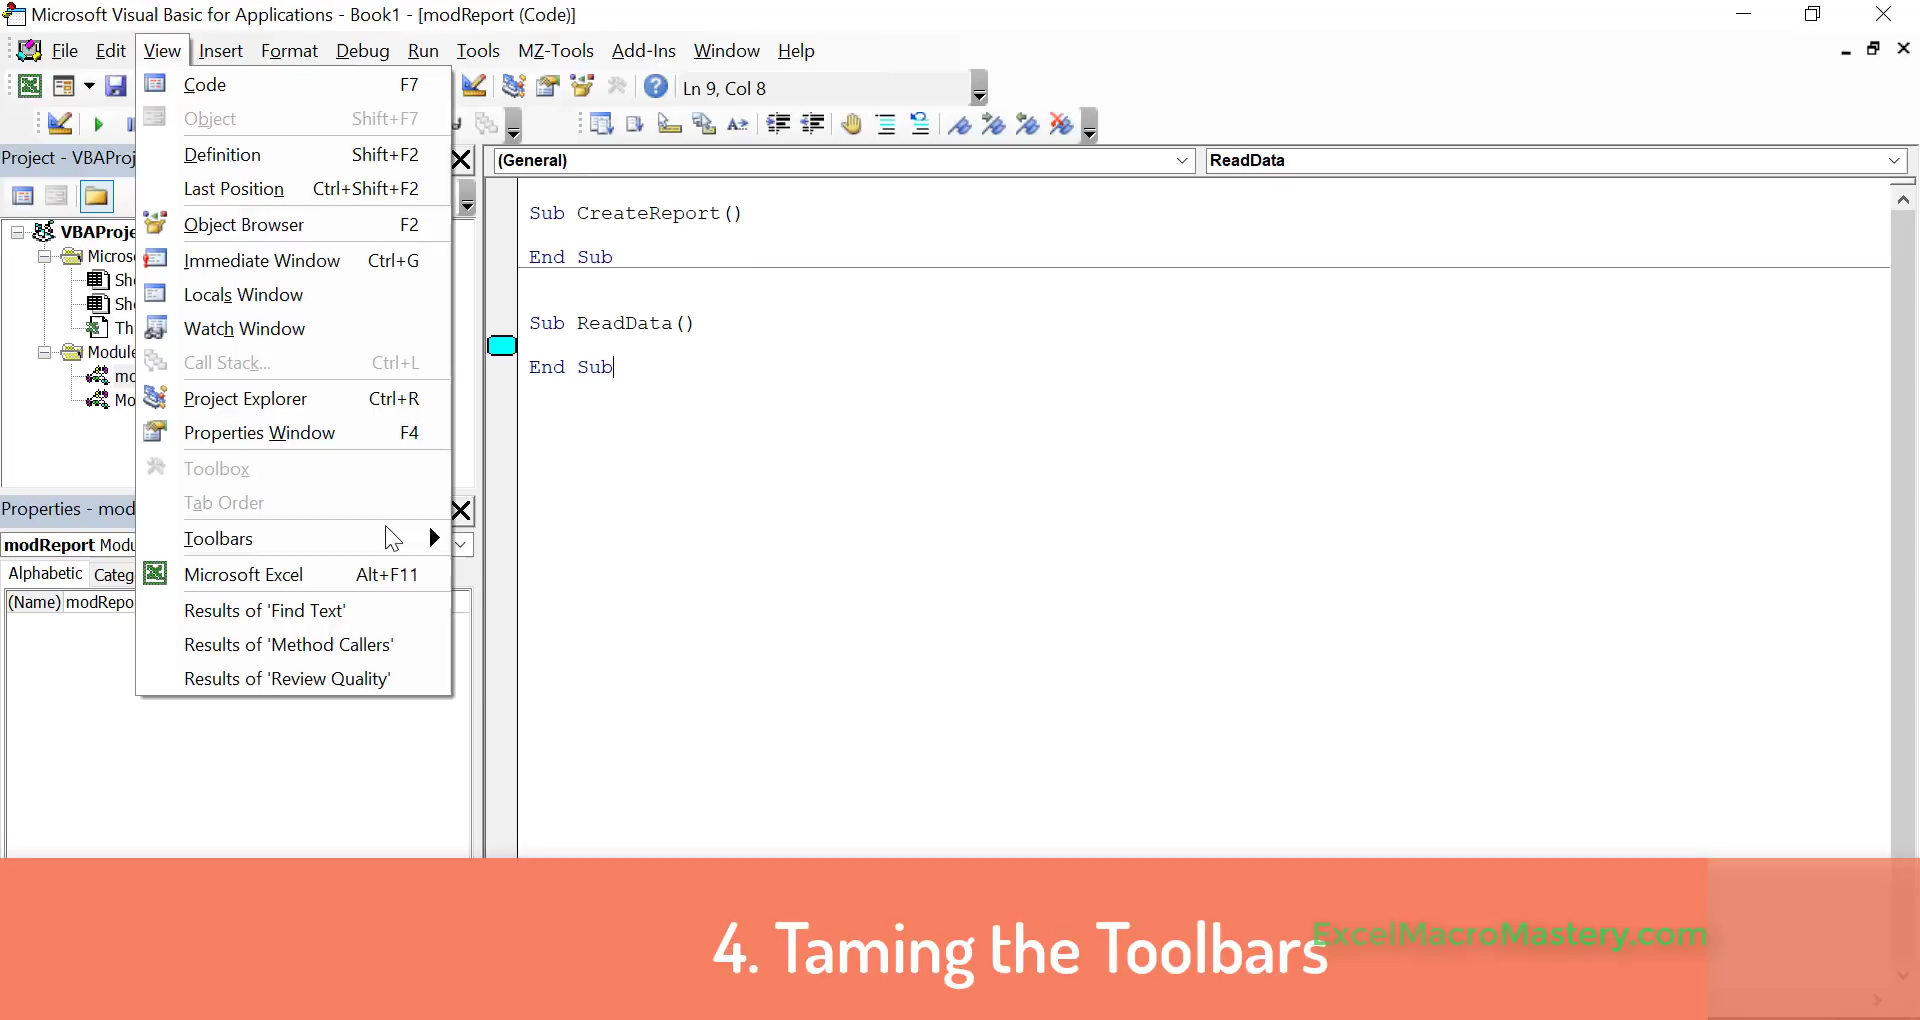 Microsoft Visual Basic for Applications - Book1 - [modReport (Code)]
File Edit View Insert Format Debug Run Tools MZ-Tools Add-Ins Window Help
Ln 9, Col 8
Code F7
Object Shift+F7
Definition Shift+F2
Last Position Ctrl+Shift+F2
Object Browser F2
Immediate Window Ctrl+G
Locals Window
Watch Window
Call Stack... Ctrl+L
Project Explorer Ctrl+R
Properties Window F4
Toolbox
Tab Order
Toolbars
Microsoft Excel Alt+F11
Results of 'Find Text'
Results of 'Method Callers'
Results of 'Review Quality'
Project - VBAProj
VBAProje
Micros
She
She
Th
Module
mo
Mo
Properties - mod
modReport Modu
Alphabetic Categ
(Name) modRepo
(General) ReadData
Sub CreateReport()
End Sub
Sub ReadData()
End Sub
4. Taming the Toolbars
ExcelMacroMastery.com